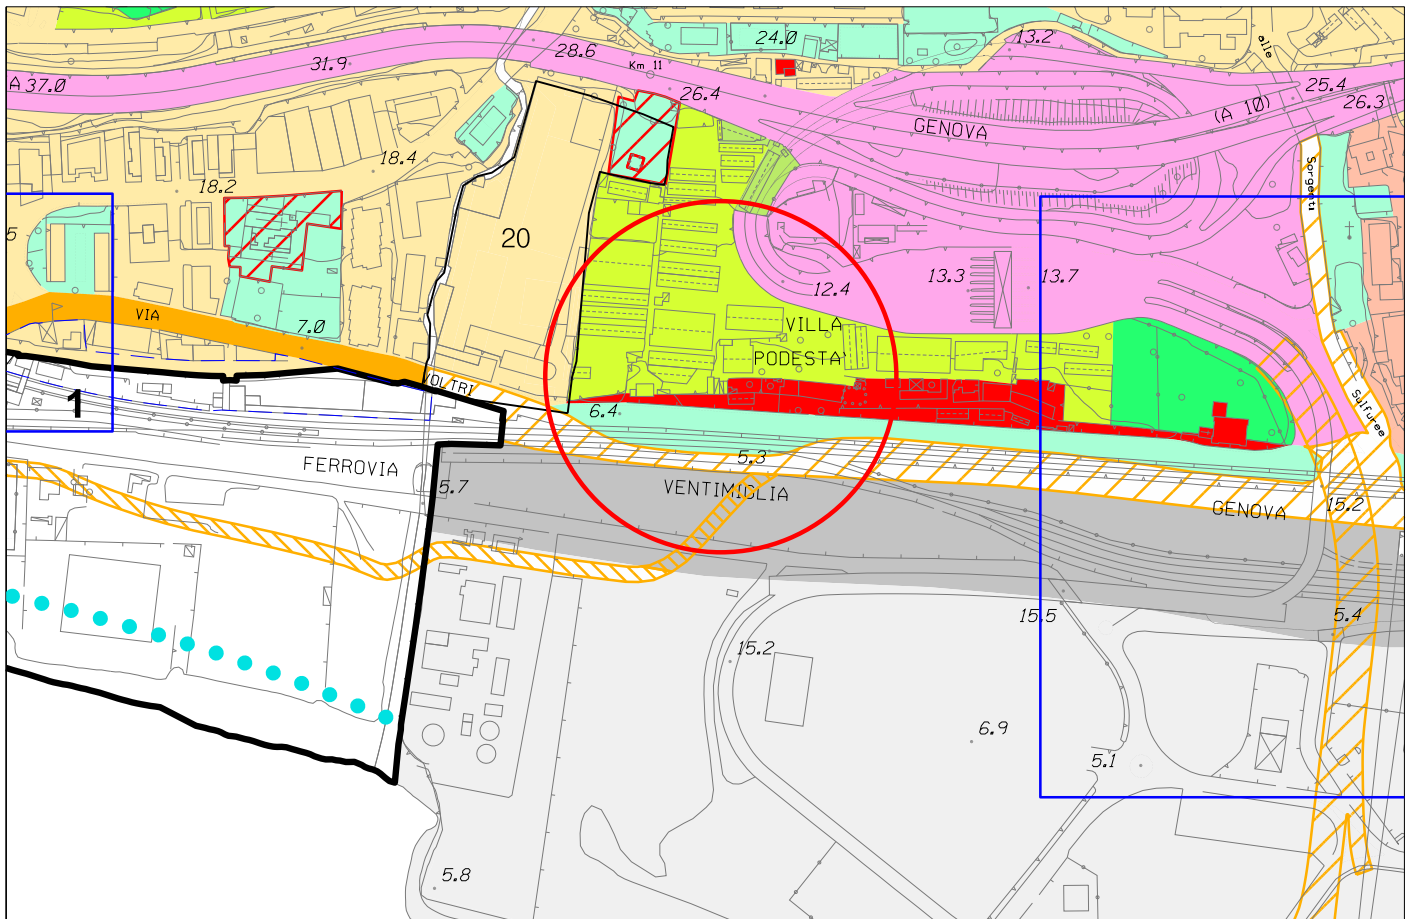 28.6
24.0
13.2
alle
31.9
Km 11
A 37.0
26.4
25.4
26.3
(A 10)
GENOVA
18.4
Sorgenti
18.2
5
20
13.3
13.7
12.4
VIA
7.0
VILLA
PODESTA'
VOLTRI
1
6.4
Sulfuree
5.3
FERROVIA
5.7
VENTIMIGLIA
GENOVA
15.2
15.5
5.4
15.2
6.9
5.1
5.8